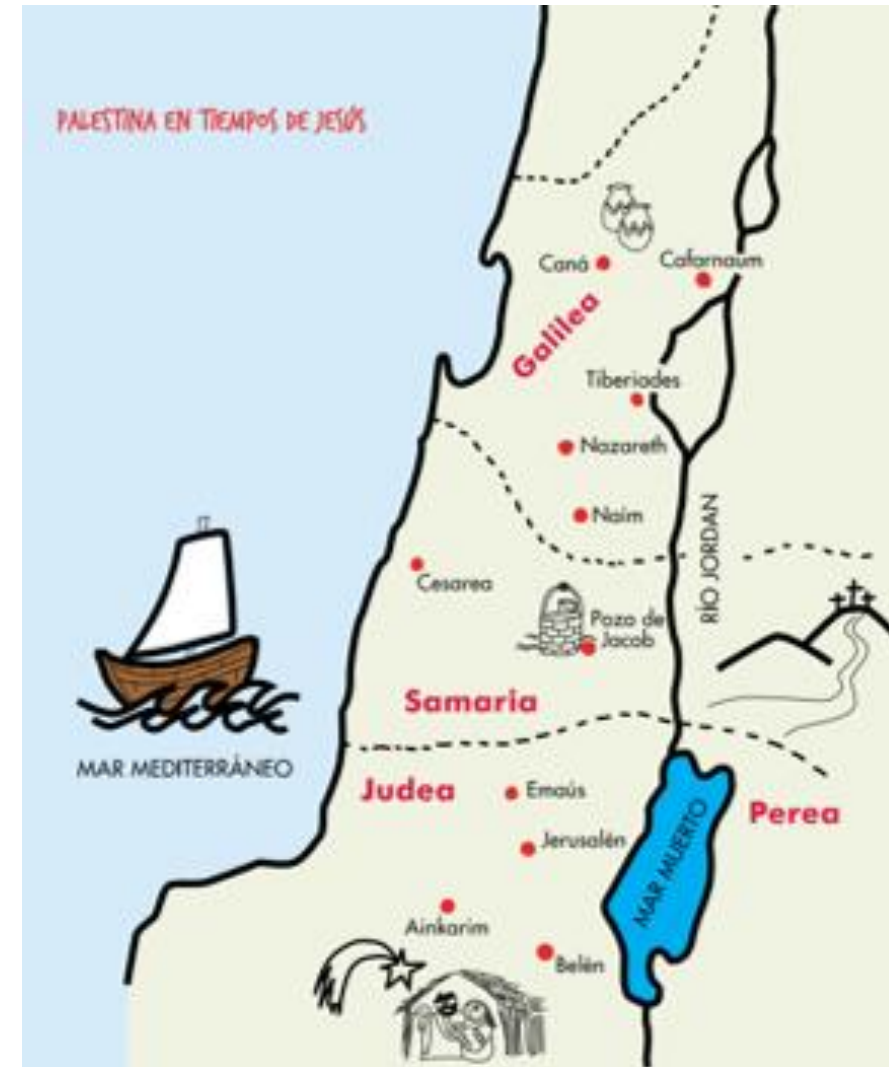 PALESTINA EN TIEMPOS DE JESÚS
Caná
Cafarnaum
Galilea
Tiberiades
Nazareth
Naim
RÍO JORDAN
Cesarea
Pozo de
Jacob
Samaria
MAR MEDITERRÁNEO
Judea
Emaús
Perea
Jerusalén
MAR MUERTO
Ainkarim
Belén